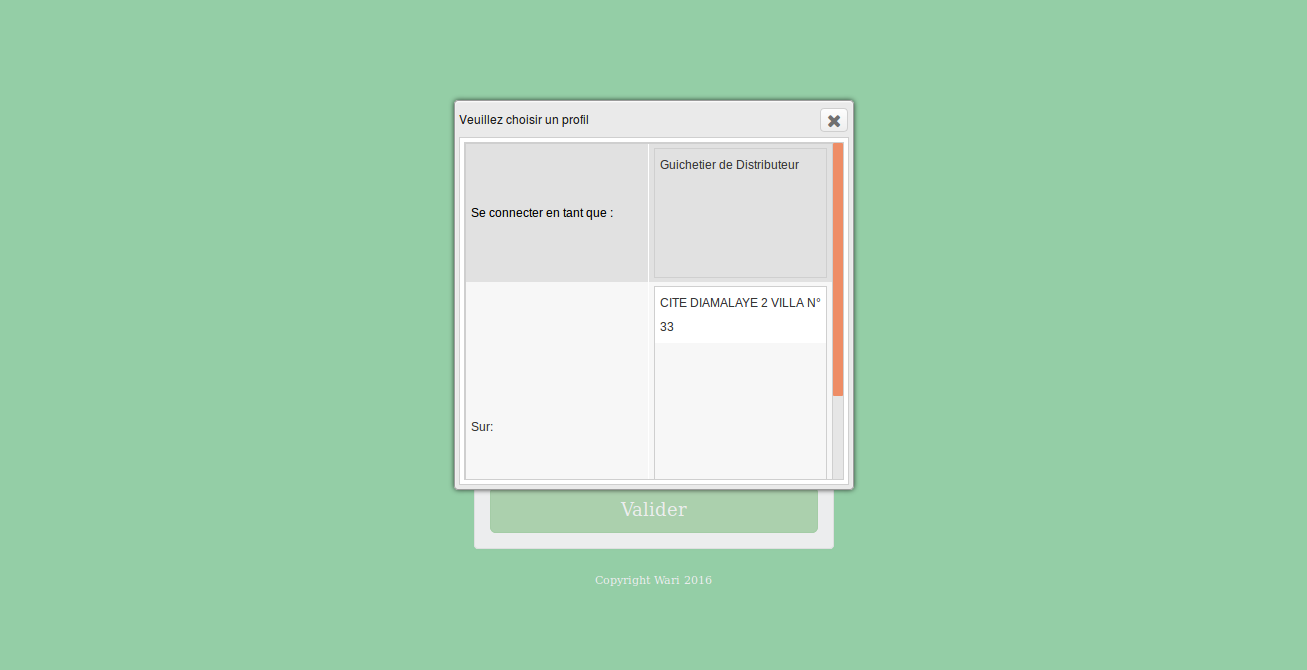 Veuillez choisir un profil
Guichetier de Distributeur
Se connecter en tant que :
CITE DIAMALAYE 2 VILLA N°
33
Sur:
Valider
Copyright Wari 2016